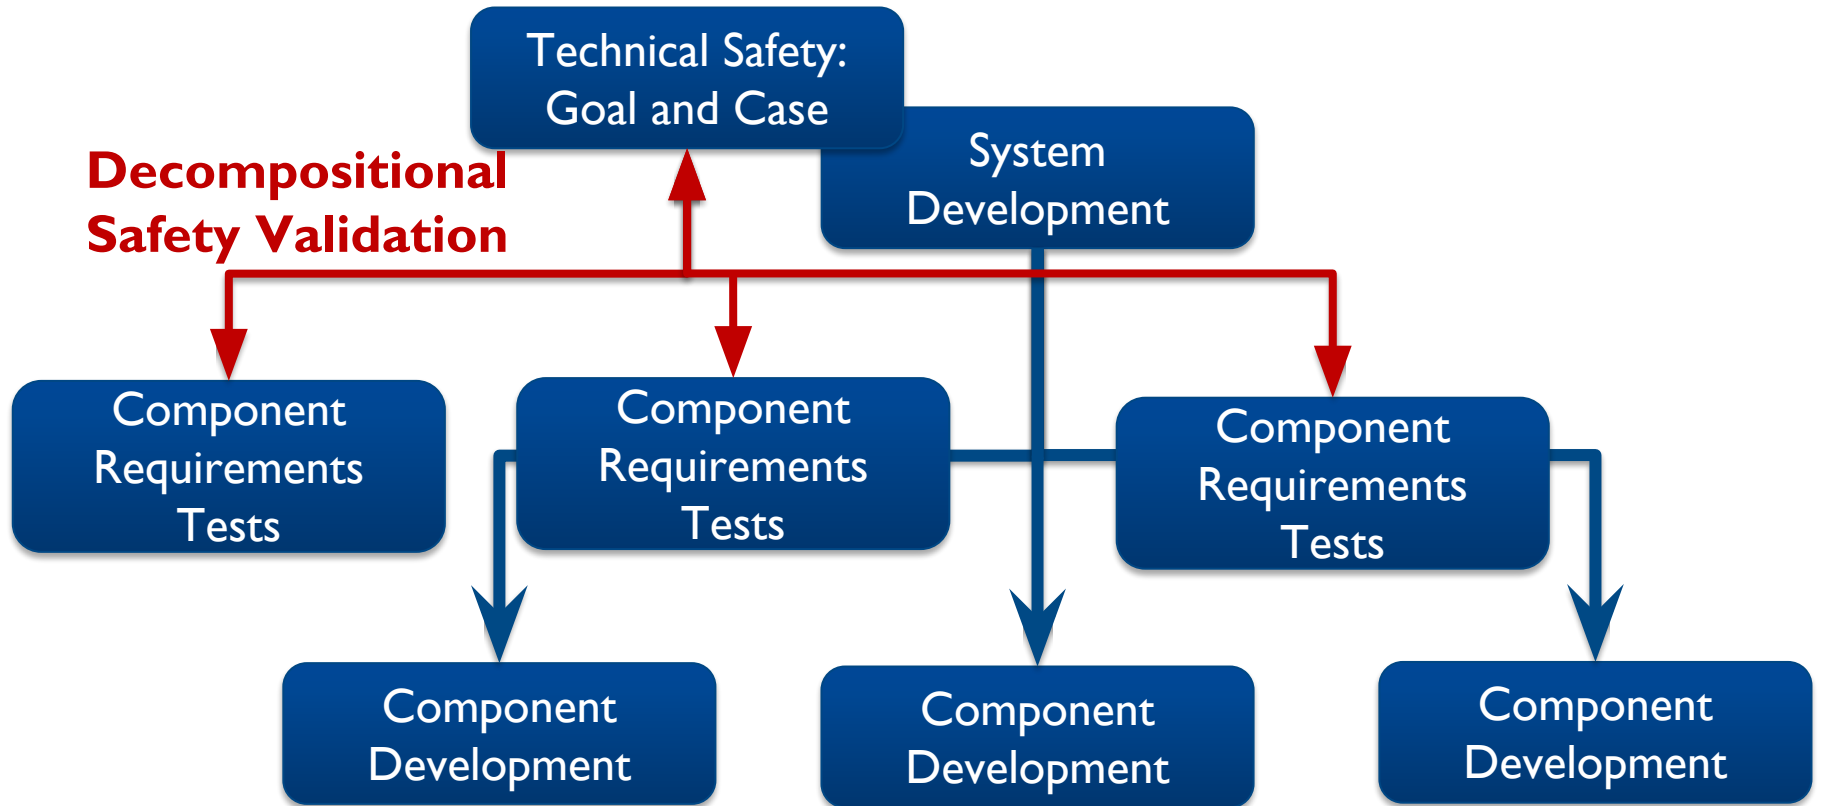 Technical Safety:
Goal and Case
System
Development
Decompositional
Safety Validation
Component
Requirements
Tests
Component
Requirements
Tests
Component
Requirements
Tests
Component
Development
Component
Development
Component
Development